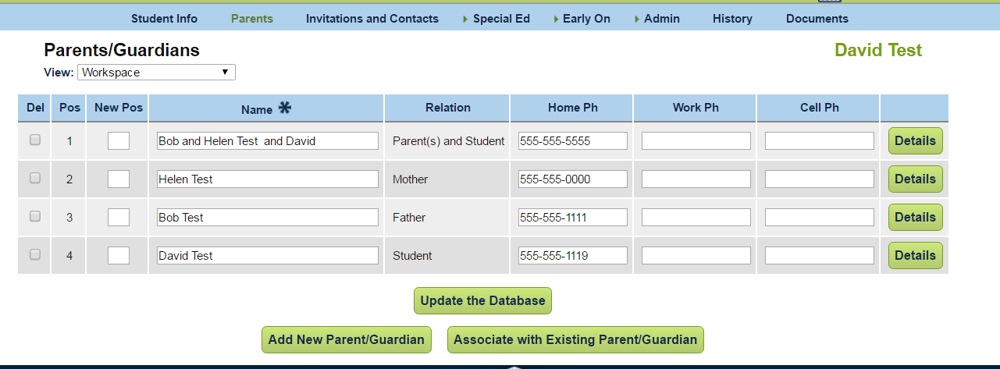 Student Info Parents Invitations and Contacts Special Ed Early On Admin History Documents
Parents/Guardians David Test
View: Workspace
Del Pos New Pos Name * Relation Home Ph Work Ph Cell Ph
1 Bob and Helen Test  and David Parent(s) and Student 555-555-5555 Details
2 Helen Test Mother 555-555-0000 Details
3 Bob Test Father 555-555-1111 Details
4 David Test Student 555-555-1119 Details
Update the Database
Add New Parent/Guardian Associate with Existing Parent/Guardian